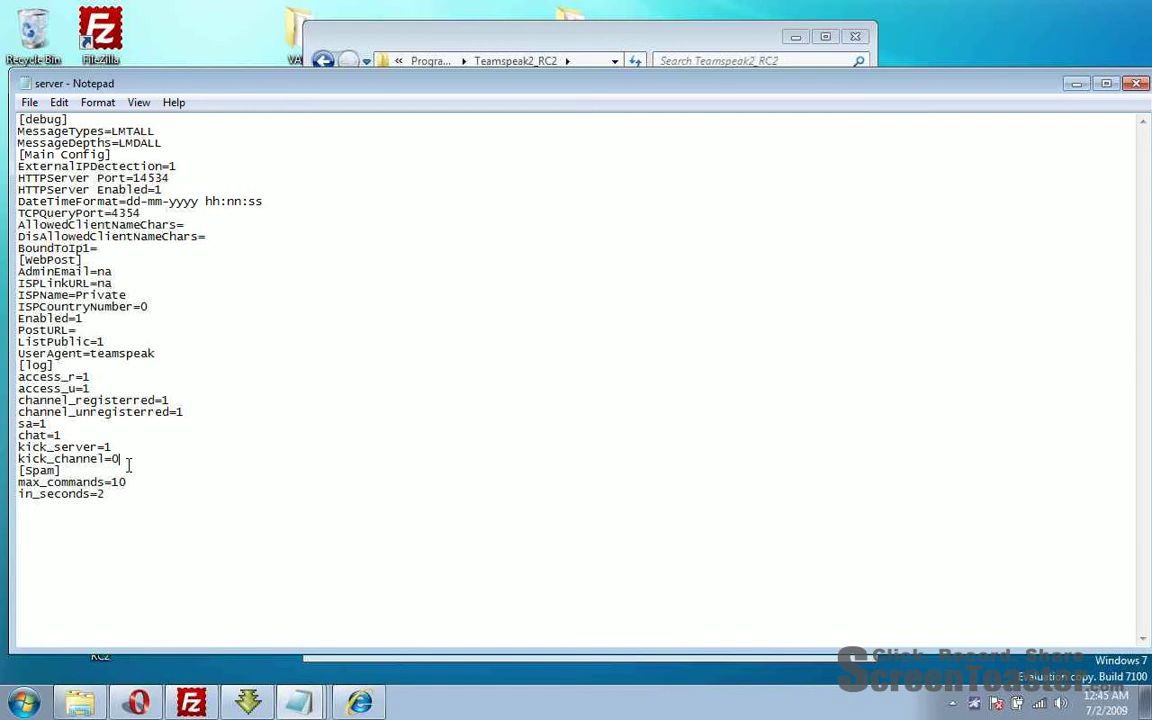 Recycle Bin
FileZilla
VA
Progra...
Teamspeak2_RC2
Search Teamspeak2_RC2
server - Notepad
File Edit Format View Help
[debug]
MessageTypes=LMTALL
MessageDepths=LMDALL
[Main Config]
ExternalIPDectection=1
HTTPServer Port=14534
HTTPServer Enabled=1
DateTimeFormat=dd-mm-yyyy hh:nn:ss
TCPQueryPort=4354
AllowedClientNameChars=
DisAllowedClientNameChars=
BoundToIp1=
[WebPost]
AdminEmail=na
ISPLinkURL=na
ISPName=Private
ISPCountryNumber=0
Enabled=1
PostURL=
ListPublic=1
UserAgent=teamspeak
[log]
access_r=1
access_u=1
channel_registerred=1
channel_unregisterred=1
sa=1
chat=1
kick_server=1
kick_channel=0
[Spam]
max_commands=10
in_seconds=2
RC2
Click. Record. Share
ScreenToaster.com
Windows 7
Evaluation copy. Build 7100
12:45 AM
7/2/2009